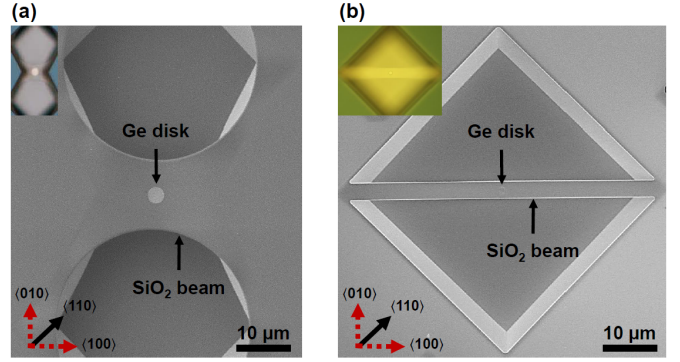 (a)
Ge disk
SiO₂ beam
⟨010⟩
⟨110⟩
⟨100⟩
10 μm
(b)
Ge disk
SiO₂ beam
⟨010⟩
⟨110⟩
⟨100⟩
10 μm